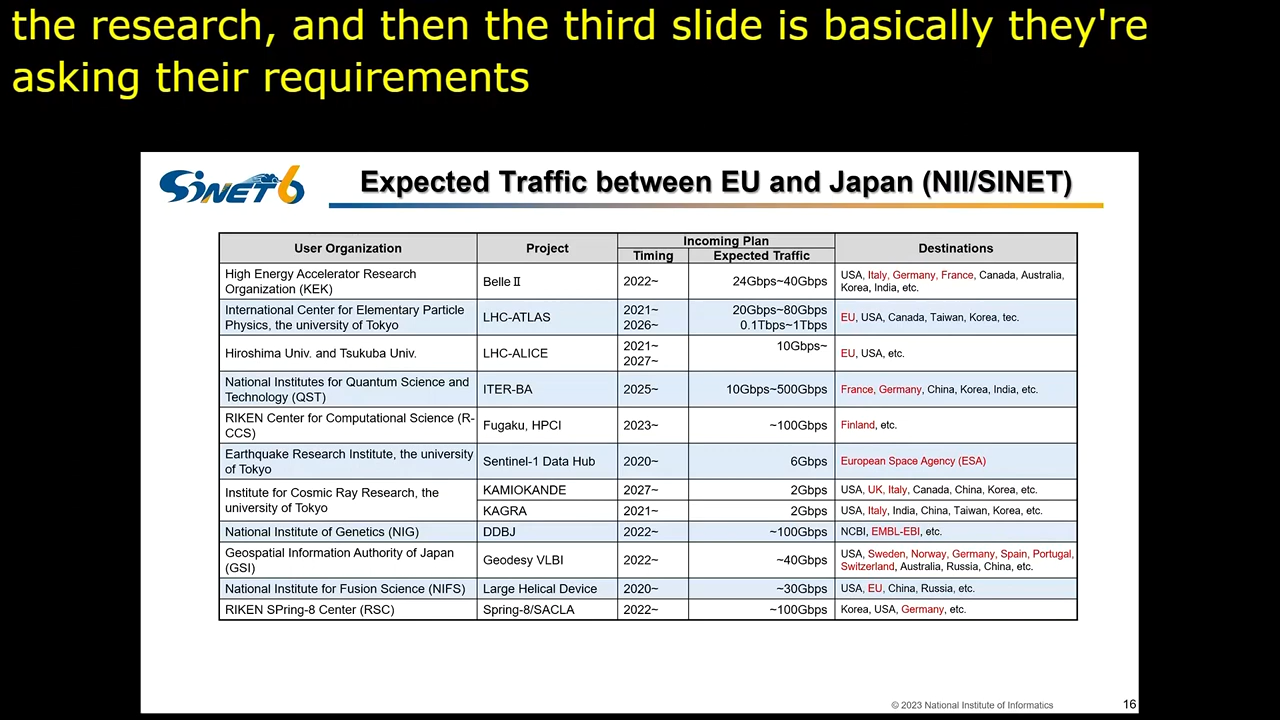 the research, and then the third slide is basically they're
asking their requirements
SiNET6
Expected Traffic between EU and Japan (NII/SINET)
User Organization
Project
Incoming Plan
Timing
Expected Traffic
Destinations
High Energy Accelerator Research
Organization (KEK)
Belle Ⅱ
2022~
24Gbps~40Gbps
USA, Italy, Germany, France, Canada, Australia,
Korea, India, etc.
International Center for Elementary Particle
Physics, the university of Tokyo
LHC-ATLAS
2021~
2026~
20Gbps~80Gbps
0.1Tbps~1Tbps
EU, USA, Canada, Taiwan, Korea, tec.
Hiroshima Univ. and Tsukuba Univ.
LHC-ALICE
2021~
2027~
10Gbps~
EU, USA, etc.
National Institutes for Quantum Science and
Technology (QST)
ITER-BA
2025~
10Gbps~500Gbps
France, Germany, China, Korea, India, etc.
RIKEN Center for Computational Science (R-
CCS)
Fugaku, HPCI
2023~
~100Gbps
Finland, etc.
Earthquake Research Institute, the university
of Tokyo
Sentinel-1 Data Hub
2020~
6Gbps
European Space Agency (ESA)
Institute for Cosmic Ray Research, the
university of Tokyo
KAMIOKANDE
2027~
2Gbps
USA, UK, Italy, Canada, China, Korea, etc.
KAGRA
2021~
2Gbps
USA, Italy, India, China, Taiwan, Korea, etc.
National Institute of Genetics (NIG)
DDBJ
2022~
~100Gbps
NCBI, EMBL-EBI, etc.
Geospatial Information Authority of Japan
(GSI)
Geodesy VLBI
2022~
~40Gbps
USA, Sweden, Norway, Germany, Spain, Portugal,
Switzerland, Australia, Russia, China, etc.
National Institute for Fusion Science (NIFS)
Large Helical Device
2020~
~30Gbps
USA, EU, China, Russia, etc.
RIKEN SPring-8 Center (RSC)
Spring-8/SACLA
2022~
~100Gbps
Korea, USA, Germany, etc.
© 2023 National Institute of Informatics
16